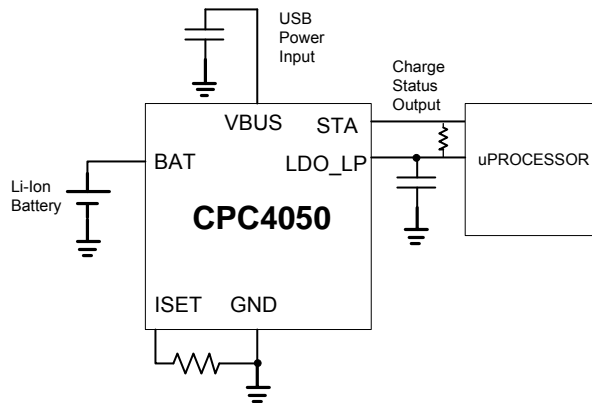 USB
Power
Input
Charge
Status
Output
VBUS
STA
BAT
LDO_LP
uPROCESSOR
Li-Ion
Battery
CPC4050
ISET
GND